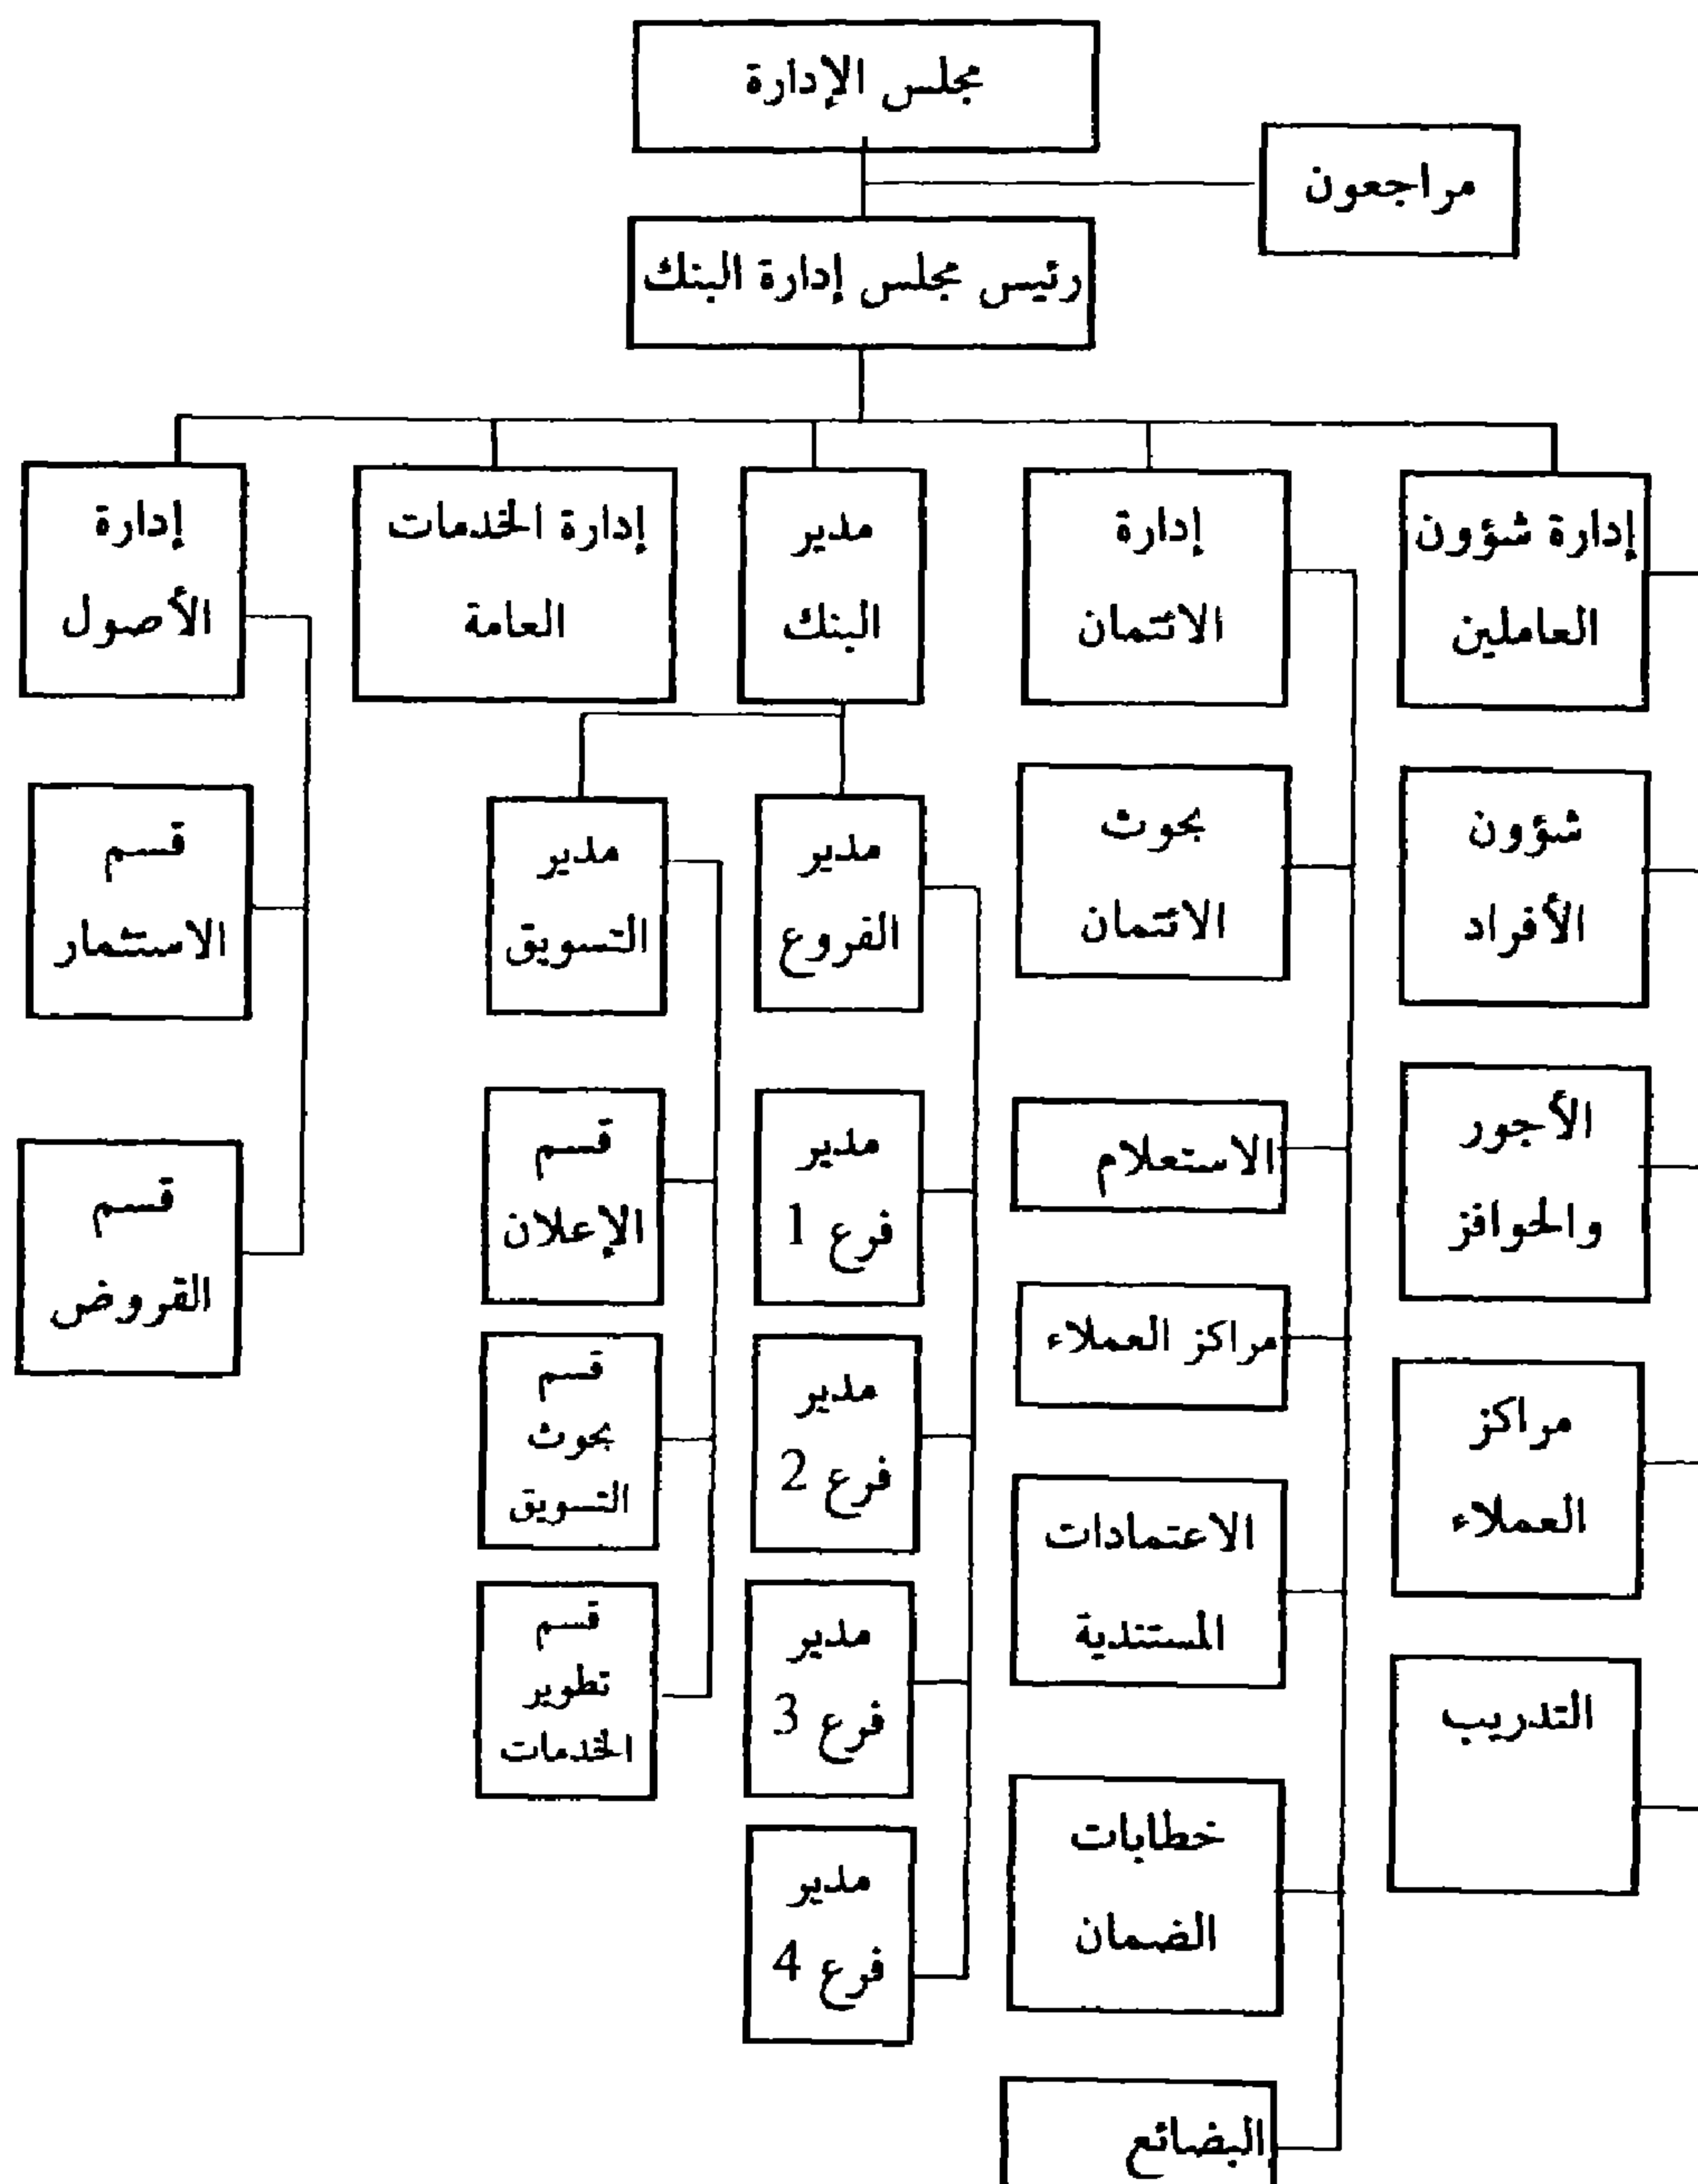 مجلس الإدارة
مراجعون
رئيس مجلس إدارة البنك
إدارة شؤون
العاملين
إدارة
الائتمان
مدير
البنك
إدارة الخدمات
العامة
إدارة
الأصول
شؤون
الأفراد
بحوث
الائتمان
مدير
الفروع
مدير
التسويق
قسم
الاستثمار
الأجور
والحوافز
الاستعلام
مدير
فرع 1
قسم
الإعلان
قسم
القروض
مراكز العملاء
مراكز
العملاء
مدير
فرع 2
قسم
بحوث
التسويق
الاعتمادات
المستندية
مدير
فرع 3
قسم
تطوير
الخدمات
التدريب
خطابات
الضمان
مدير
فرع 4
البضائع